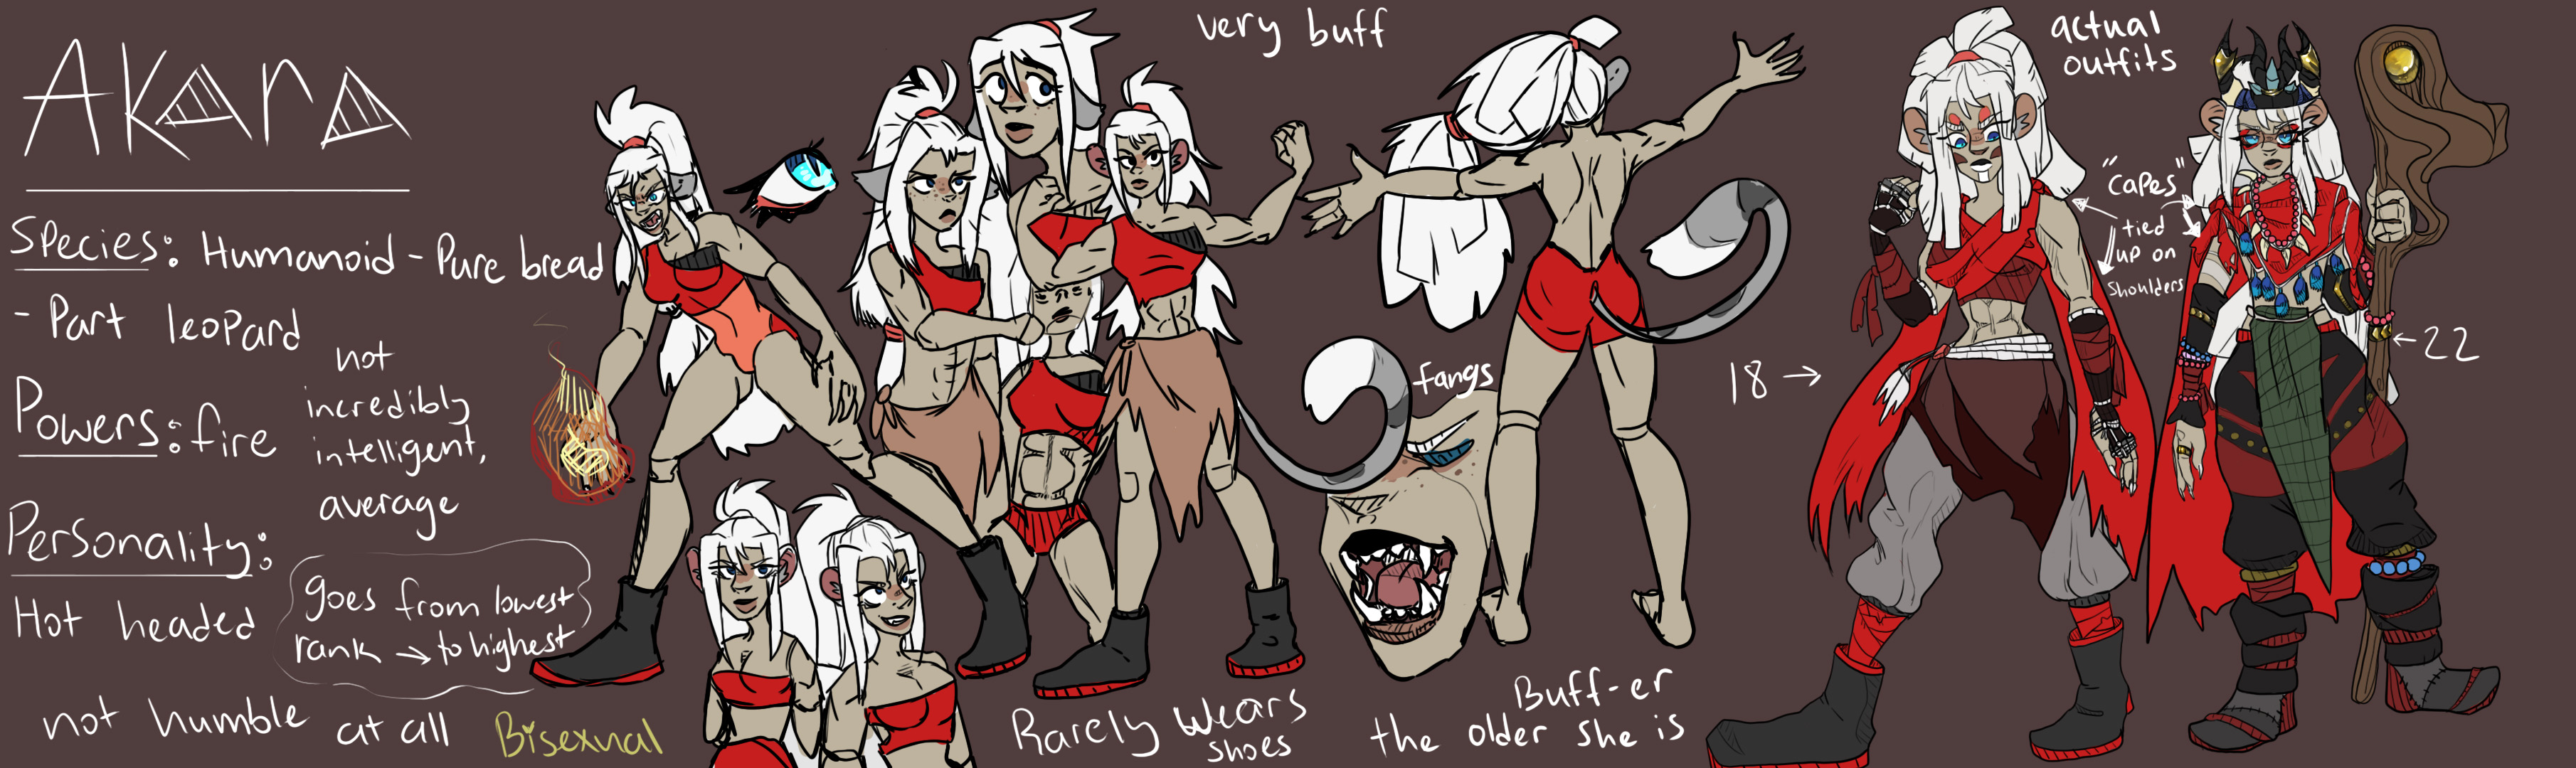 Akara
Species: Humanoid - Pure bread
- Part leopard
Powers: fire
not
incredibly
intelligent,
average
Personality:
Hot headed
goes from lowest
rank → to highest
not humble at all
Bisexual
very buff
fangs
Rarely wears
shoes
Buff-er
the older she is
actual
outfits
"capes"
tied
up on
shoulders
18 →
← 22